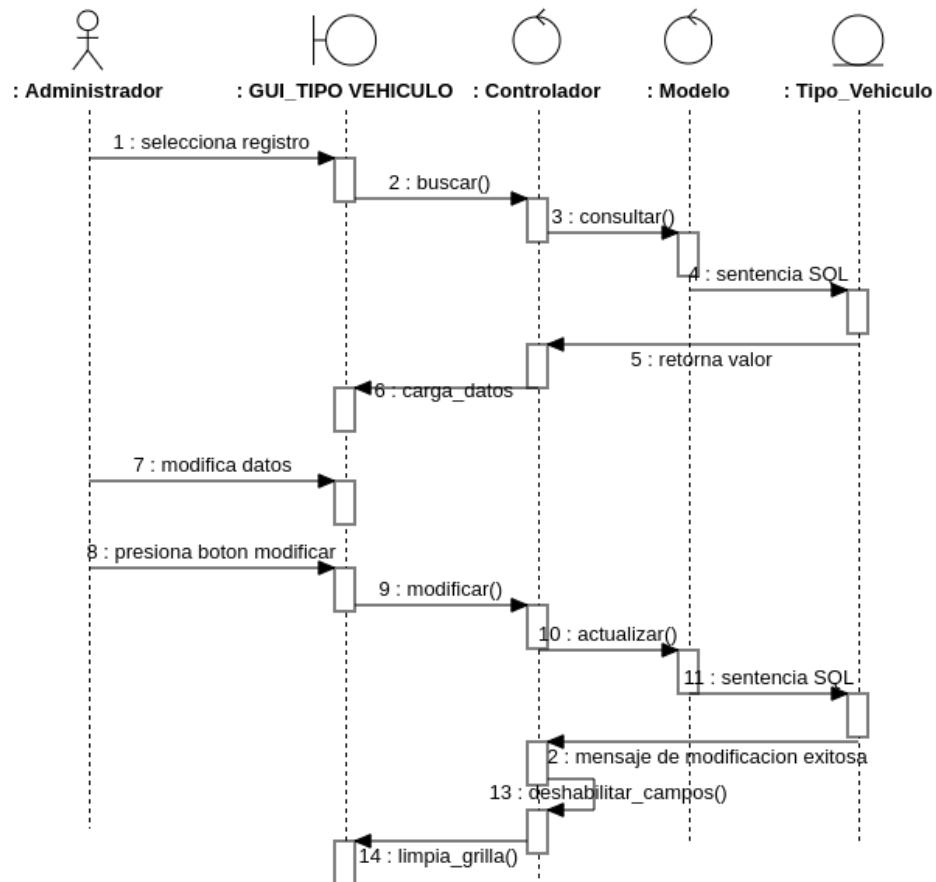 : Administrador
: GUI_TIPO VEHICULO
: Controlador
: Modelo
: Tipo_Vehiculo
1 : selecciona registro
2 : buscar()
3 : consultar()
4 : sentencia SQL
5 : retorna valor
6 : carga_datos
7 : modifica datos
8 : presiona boton modificar
9 : modificar()
10 : actualizar()
11 : sentencia SQL
2 : mensaje de modificacion exitosa
13 : deshabilitar_campos()
14 : limpia_grilla()